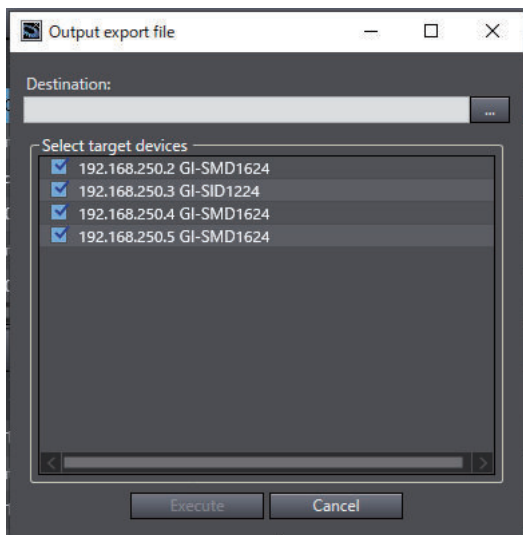 Output export file
Destination:
...
Select target devices
192.168.250.2 GI-SMD1624
192.168.250.3 GI-SID1224
192.168.250.4 GI-SMD1624
192.168.250.5 GI-SMD1624
Execute
Cancel